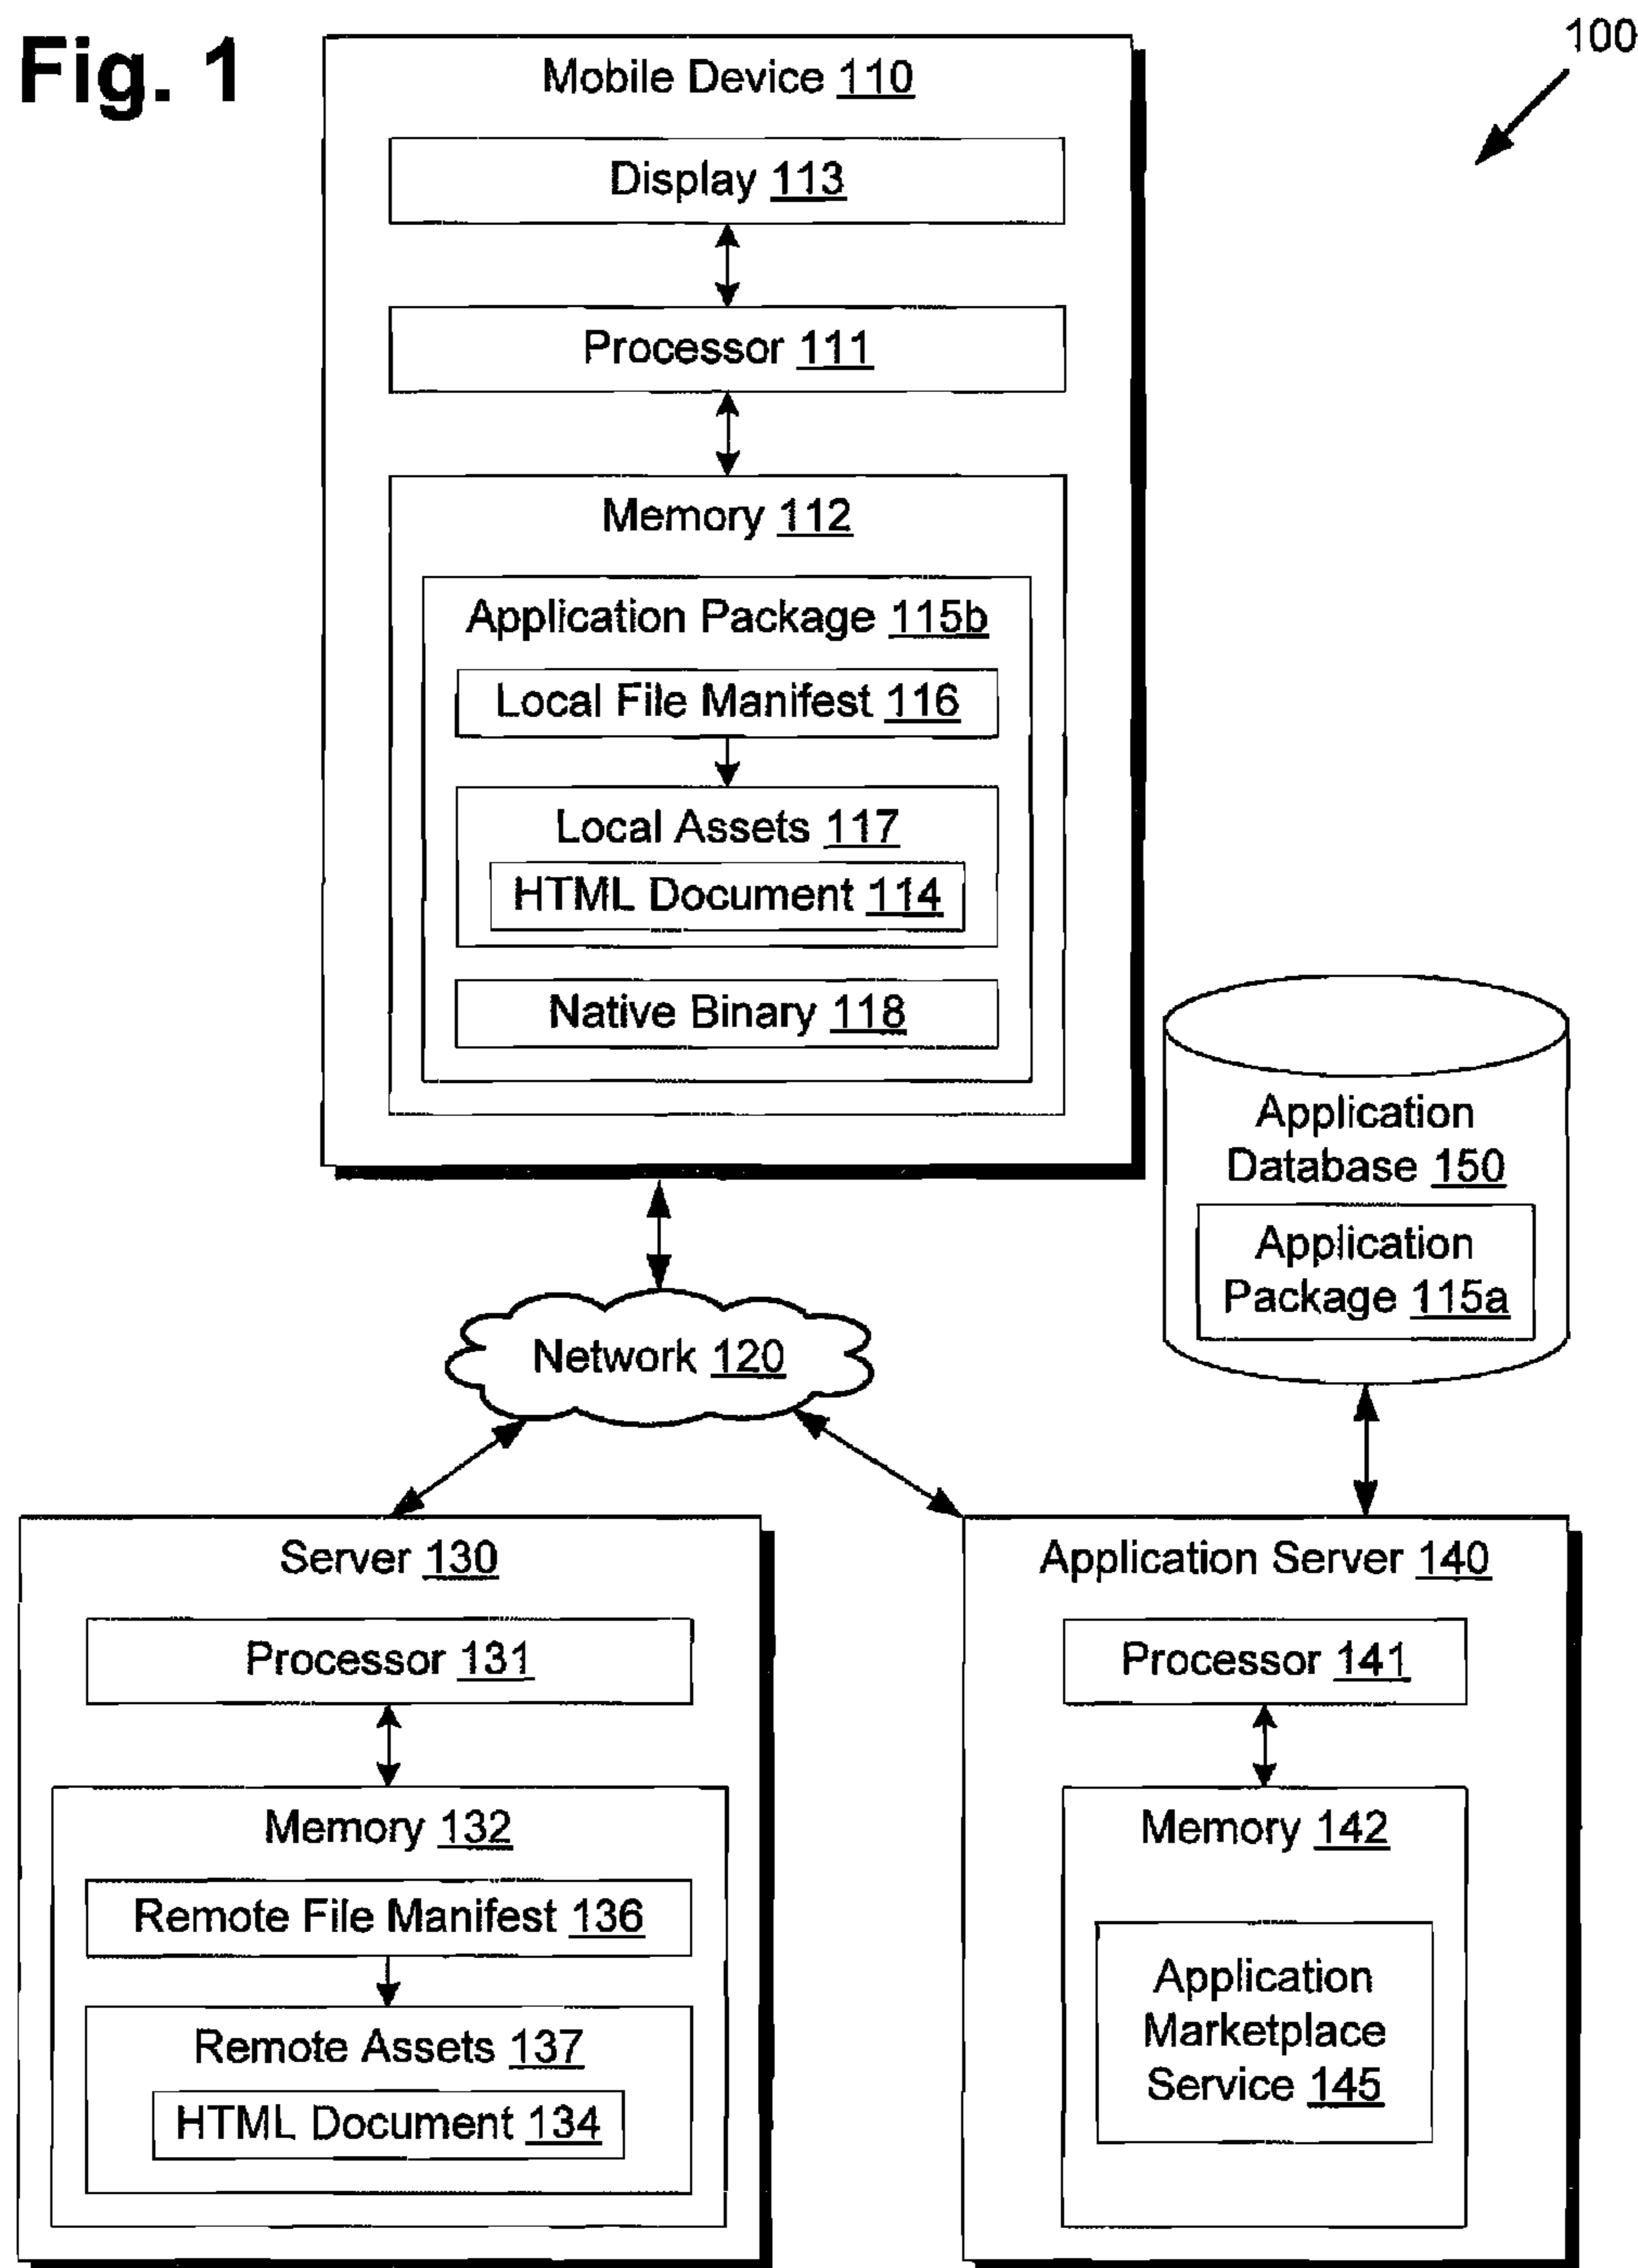 Fig. 1
100
Mobile Device 110
Display 113
Processor 111
Memory 112
Application Package 115b
Local File Manifest 116
Local Assets 117
HTML Document 114
Native Binary 118
Application
Database 150
Application
Package 115a
Network 120
Server 130
Processor 131
Memory 132
Remote File Manifest 136
Remote Assets 137
HTML Document 134
Application Server 140
Processor 141
Memory 142
Application
Marketplace
Service 145